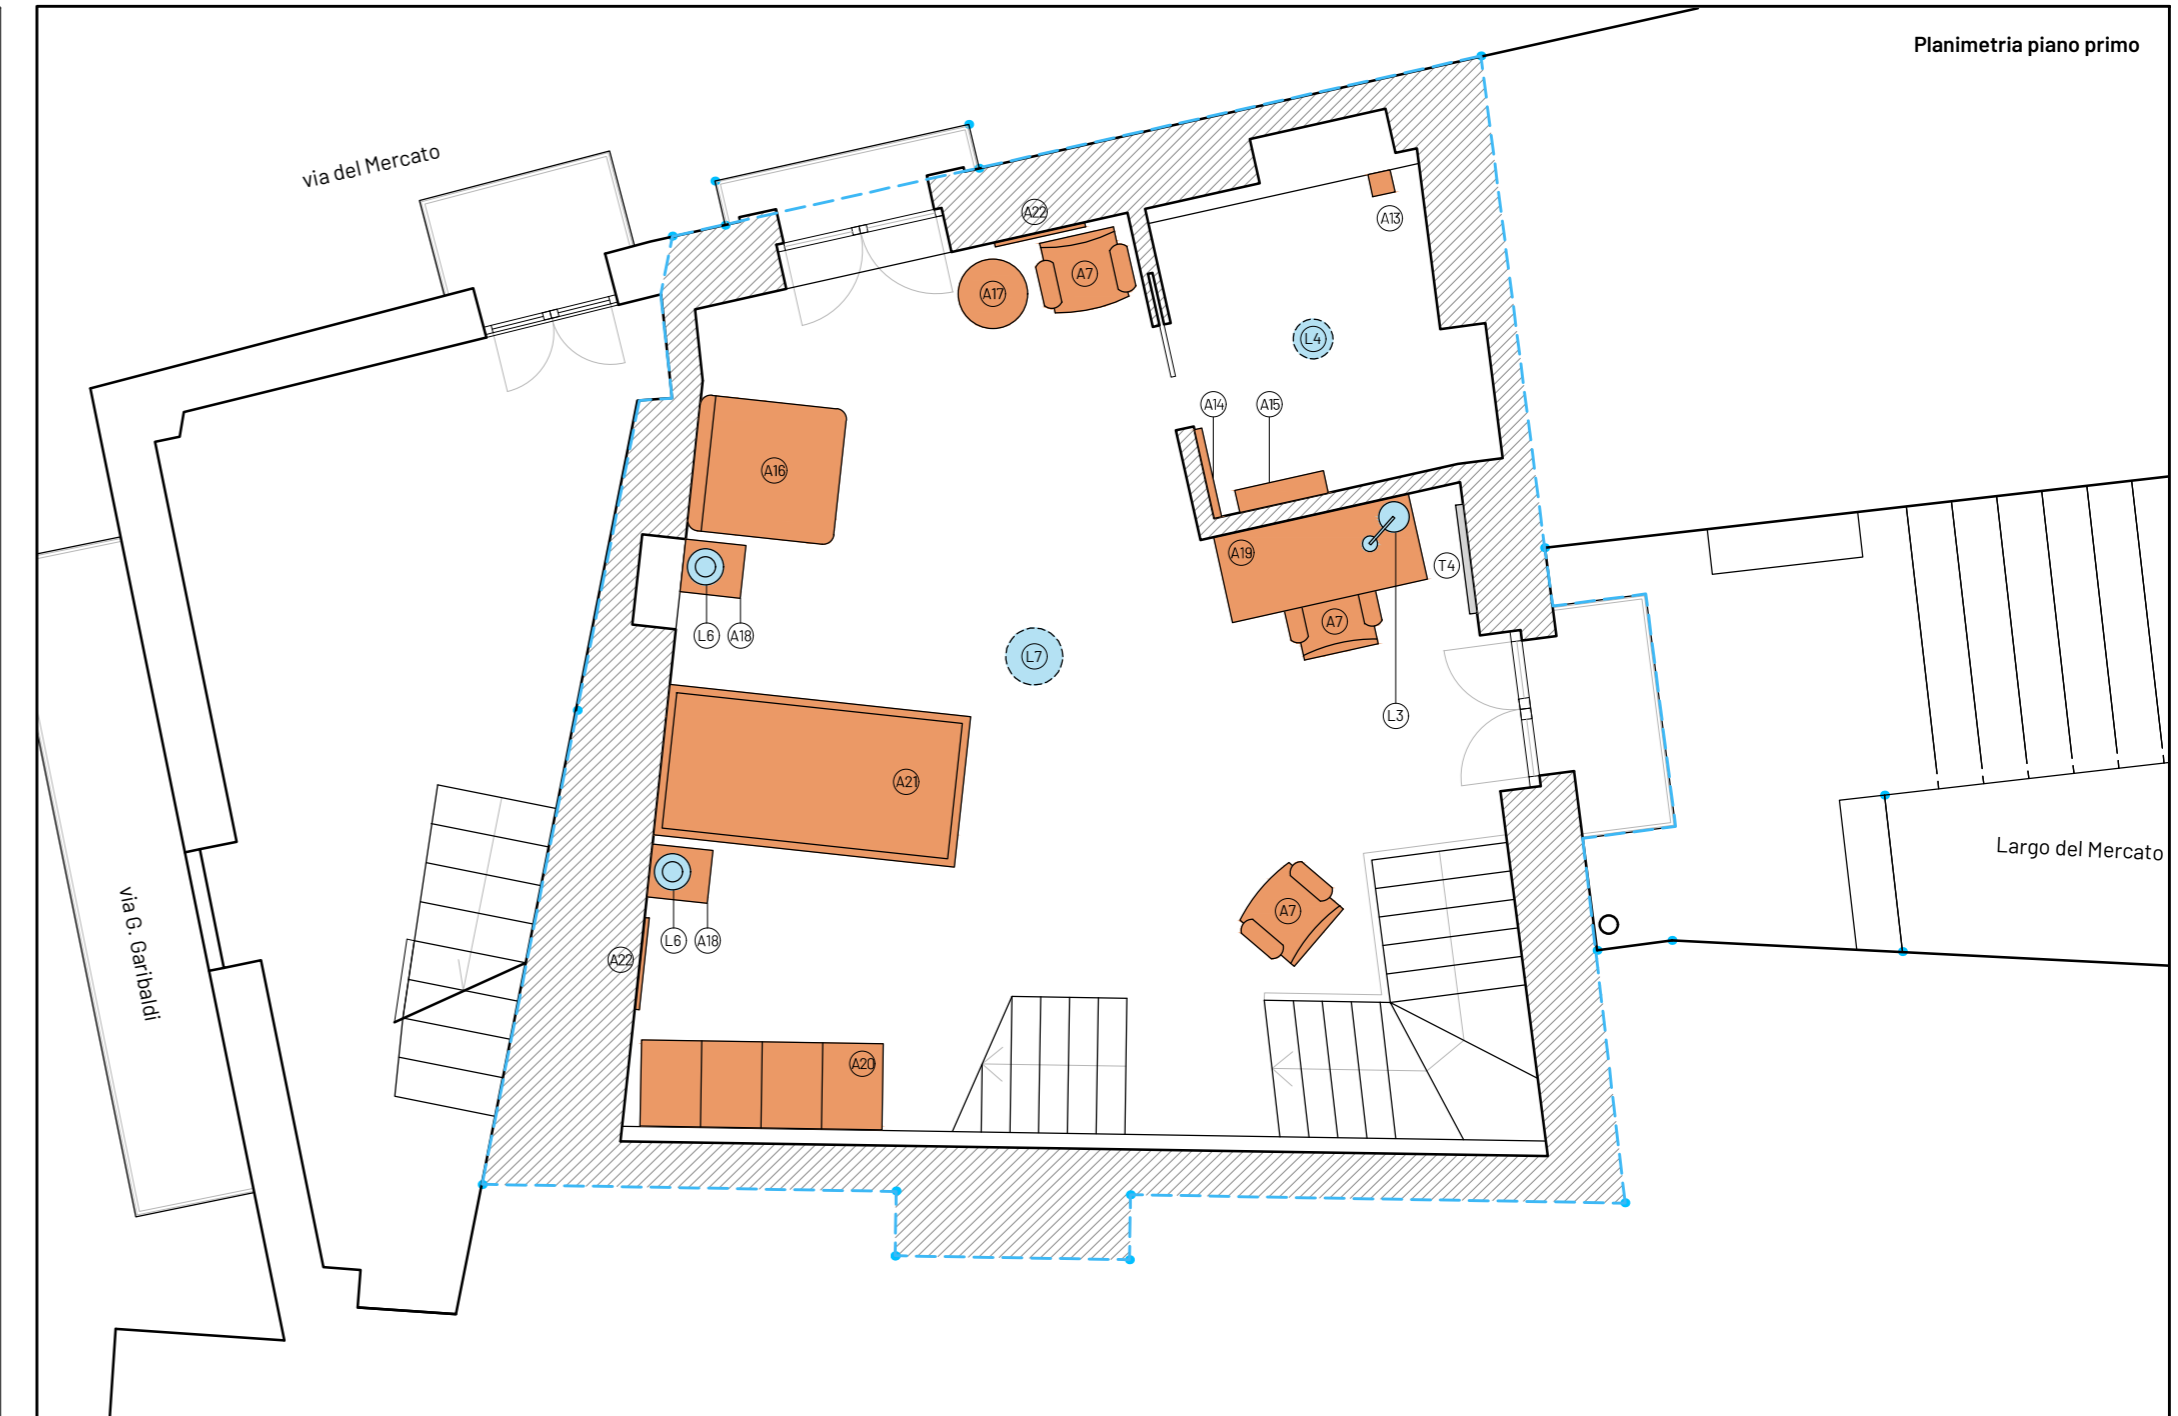 Planimetria piano primo
via del Mercato
A22
A13
A7
A17
L4
A14
A15
A16
A19
T4
A7
L6
A18
L7
L3
A21
Largo del Mercato
via G. Garibaldi
A7
L6
A18
A22
A20